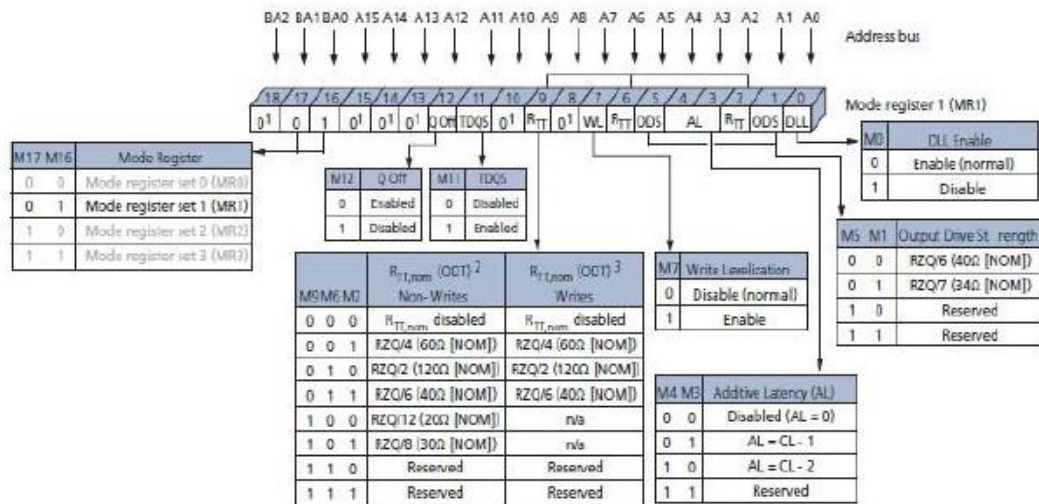 BA2 BA1 BA0 A15 A14 A13 A12 A11 A10 A9 A8 A7 A6 A5 A4 A3 A2 A1 A0
Address bus
18 17 16 15 14 13 12 11 10 9 8 7 6 5 4 3 2 1 0
Mode register 1 (MR1)
0¹ 0 1 0¹ 0¹ 0¹ Q Off TDQS 0¹ RTT 0¹ WL RTT ODS AL RTT ODS DLL
M17 M16 Mode Register
0 0 Mode register set 0 (MR0)
0 1 Mode register set 1 (MR1)
1 0 Mode register set 2 (MR2)
1 1 Mode register set 3 (MR3)
M12 Q Off
0 Enabled
1 Disabled
M11 TDQS
0 Disabled
1 Enabled
M0 DLL Enable
0 Enable (normal)
1 Disable
M5 M1 Output Drive St rength
0 0 RZQ/6 (40Ω [NOM])
0 1 RZQ/7 (34Ω [NOM])
1 0 Reserved
1 1 Reserved
RTT,nom (ODT) ² RTT,nom (ODT) ³
M9 M6 M2 Non-Writes Writes
0 0 0 RTT,nom disabled RTT,nom disabled
0 0 1 RZQ/4 (60Ω [NOM]) RZQ/4 (60Ω [NOM])
0 1 0 RZQ/2 (120Ω [NOM]) RZQ/2 (120Ω [NOM])
0 1 1 RZQ/6 (40Ω [NOM]) RZQ/6 (40Ω [NOM])
1 0 0 RZQ/12 (20Ω [NOM]) n/a
1 0 1 RZQ/8 (30Ω [NOM]) n/a
1 1 0 Reserved Reserved
1 1 1 Reserved Reserved
M7 Write Levelization
0 Disable (normal)
1 Enable
M4 M3 Additive Latency (AL)
0 0 Disabled (AL = 0)
0 1 AL = CL - 1
1 0 AL = CL - 2
1 1 Reserved